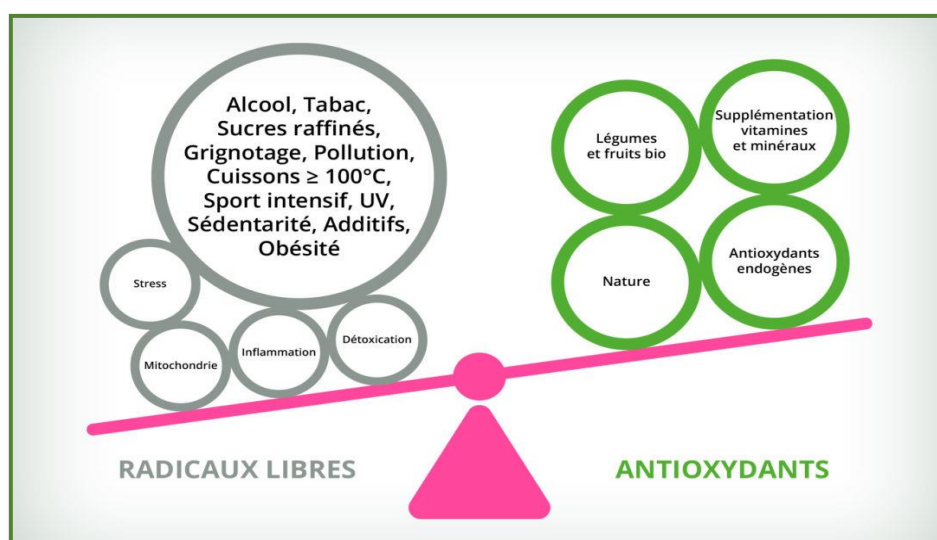 Alcool, Tabac,
Sucres raffinés,
Grignotage, Pollution,
Cuissons ≥ 100°C,
Sport intensif, UV,
Sédentarité, Additifs,
Obésité
Stress
Mitochondrie
Inflammation
Détoxication
Légumes
et fruits bio
Supplémentation
vitamines
et minéraux
Nature
Antioxydants
endogènes
RADICAUX LIBRES
ANTIOXYDANTS